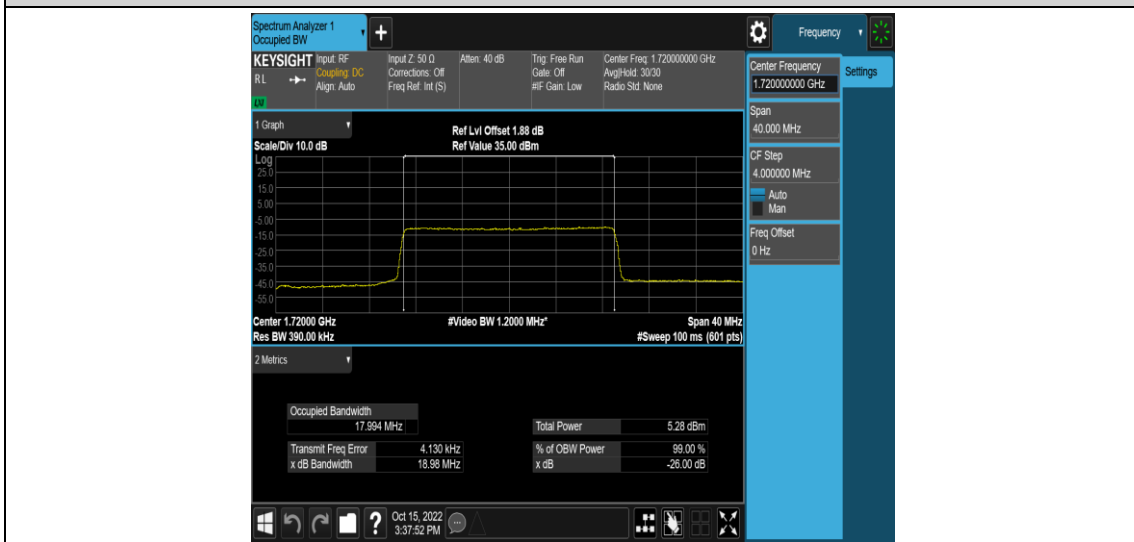 Spectrum Analyzer 1
Occupied BW
Frequency
KEYSIGHT
Input: RF
Input Z: 50 Ω
Atten: 40 dB
Trig: Free Run
Center Freq: 1.720000000 GHz
RL
Coupling: DC
Corrections: Off
Gate: Off
Avg|Hold: 30/30
Align: Auto
Freq Ref: Int (S)
#IF Gain: Low
Radio Std: None
Center Frequency
1.720000000 GHz
Settings
Span
40.000 MHz
CF Step
4.000000 MHz
Auto
Man
Freq Offset
0 Hz
1 Graph
Ref Lvl Offset 1.88 dB
Scale/Div 10.0 dB
Ref Value 35.00 dBm
Log
25.0
15.0
5.00
-5.00
-15.0
-25.0
-35.0
-45.0
-55.0
Center 1.72000 GHz
#Video BW 1.2000 MHz*
Span 40 MHz
Res BW 390.00 kHz
#Sweep 100 ms (601 pts)
2 Metrics
Occupied Bandwidth
17.994 MHz
Total Power
5.28 dBm
Transmit Freq Error
4.130 kHz
% of OBW Power
99.00 %
x dB Bandwidth
18.98 MHz
x dB
-26.00 dB
Oct 15, 2022
3:37:52 PM